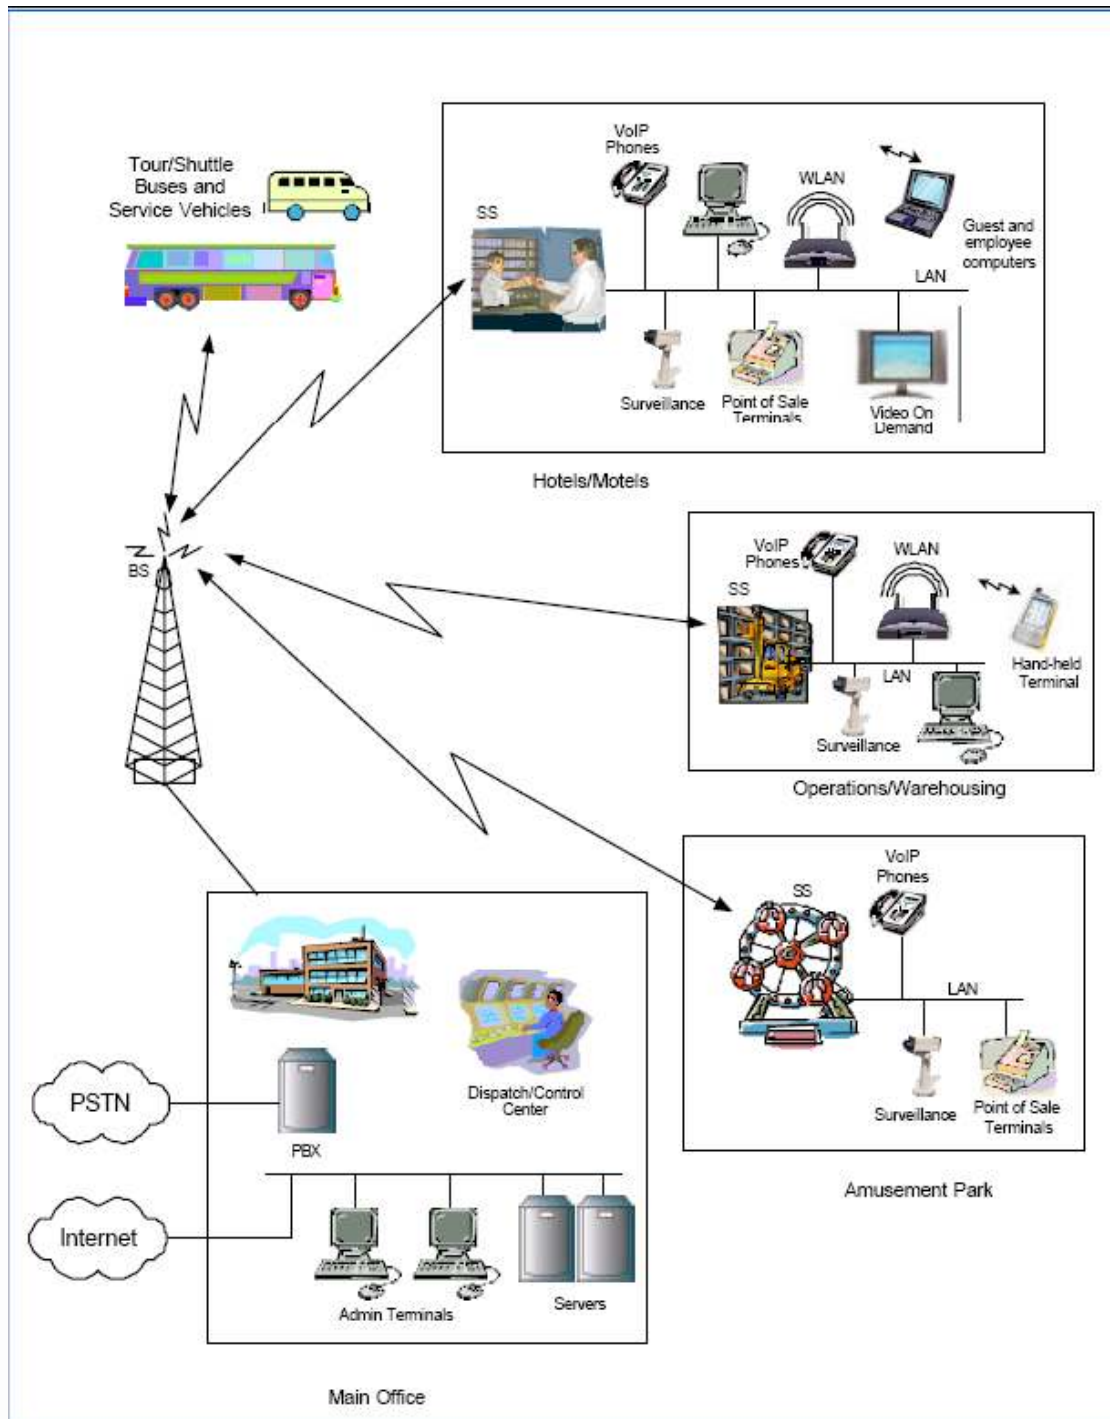 Tour/Shuttle
Buses and
Service Vehicles
SS
VoIP
Phones
WLAN
Guest and
employee
computers
LAN
Surveillance
Point of Sale
Terminals
Video On
Demand
Hotels/Motels
BS
VoIP
Phones
WLAN
SS
LAN
Hand-held
Terminal
Surveillance
Operations/Warehousing
SS
VoIP
Phones
LAN
Surveillance
Point of Sale
Terminals
Amusement Park
Dispatch/Control
Center
PSTN
PBX
Internet
Admin Terminals
Servers
Main Office